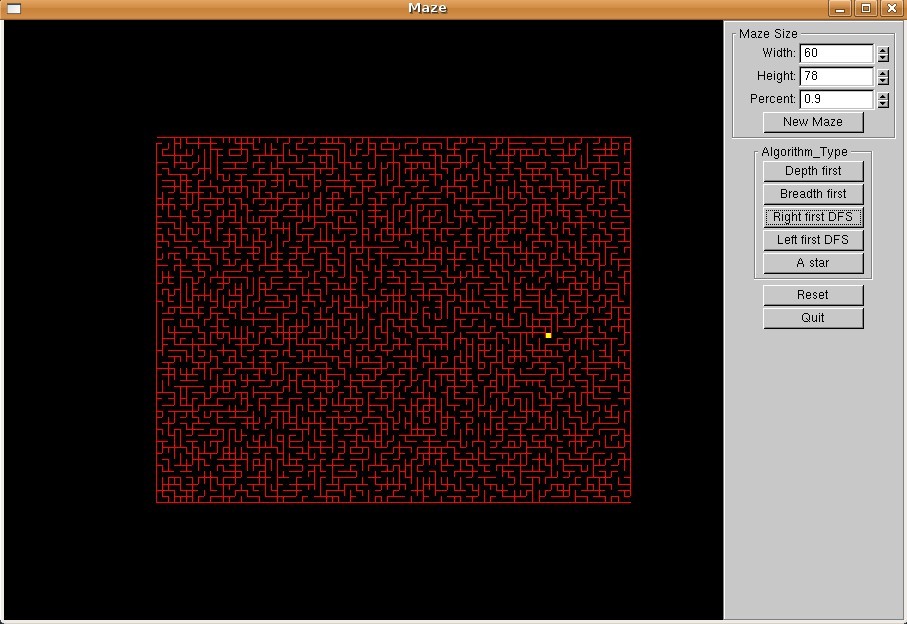 Maze
Maze Size
Width: 60
Height: 78
Percent: 0.9
New Maze
Algorithm_Type
Depth first
Breadth first
Right first DFS
Left first DFS
A star
Reset
Quit